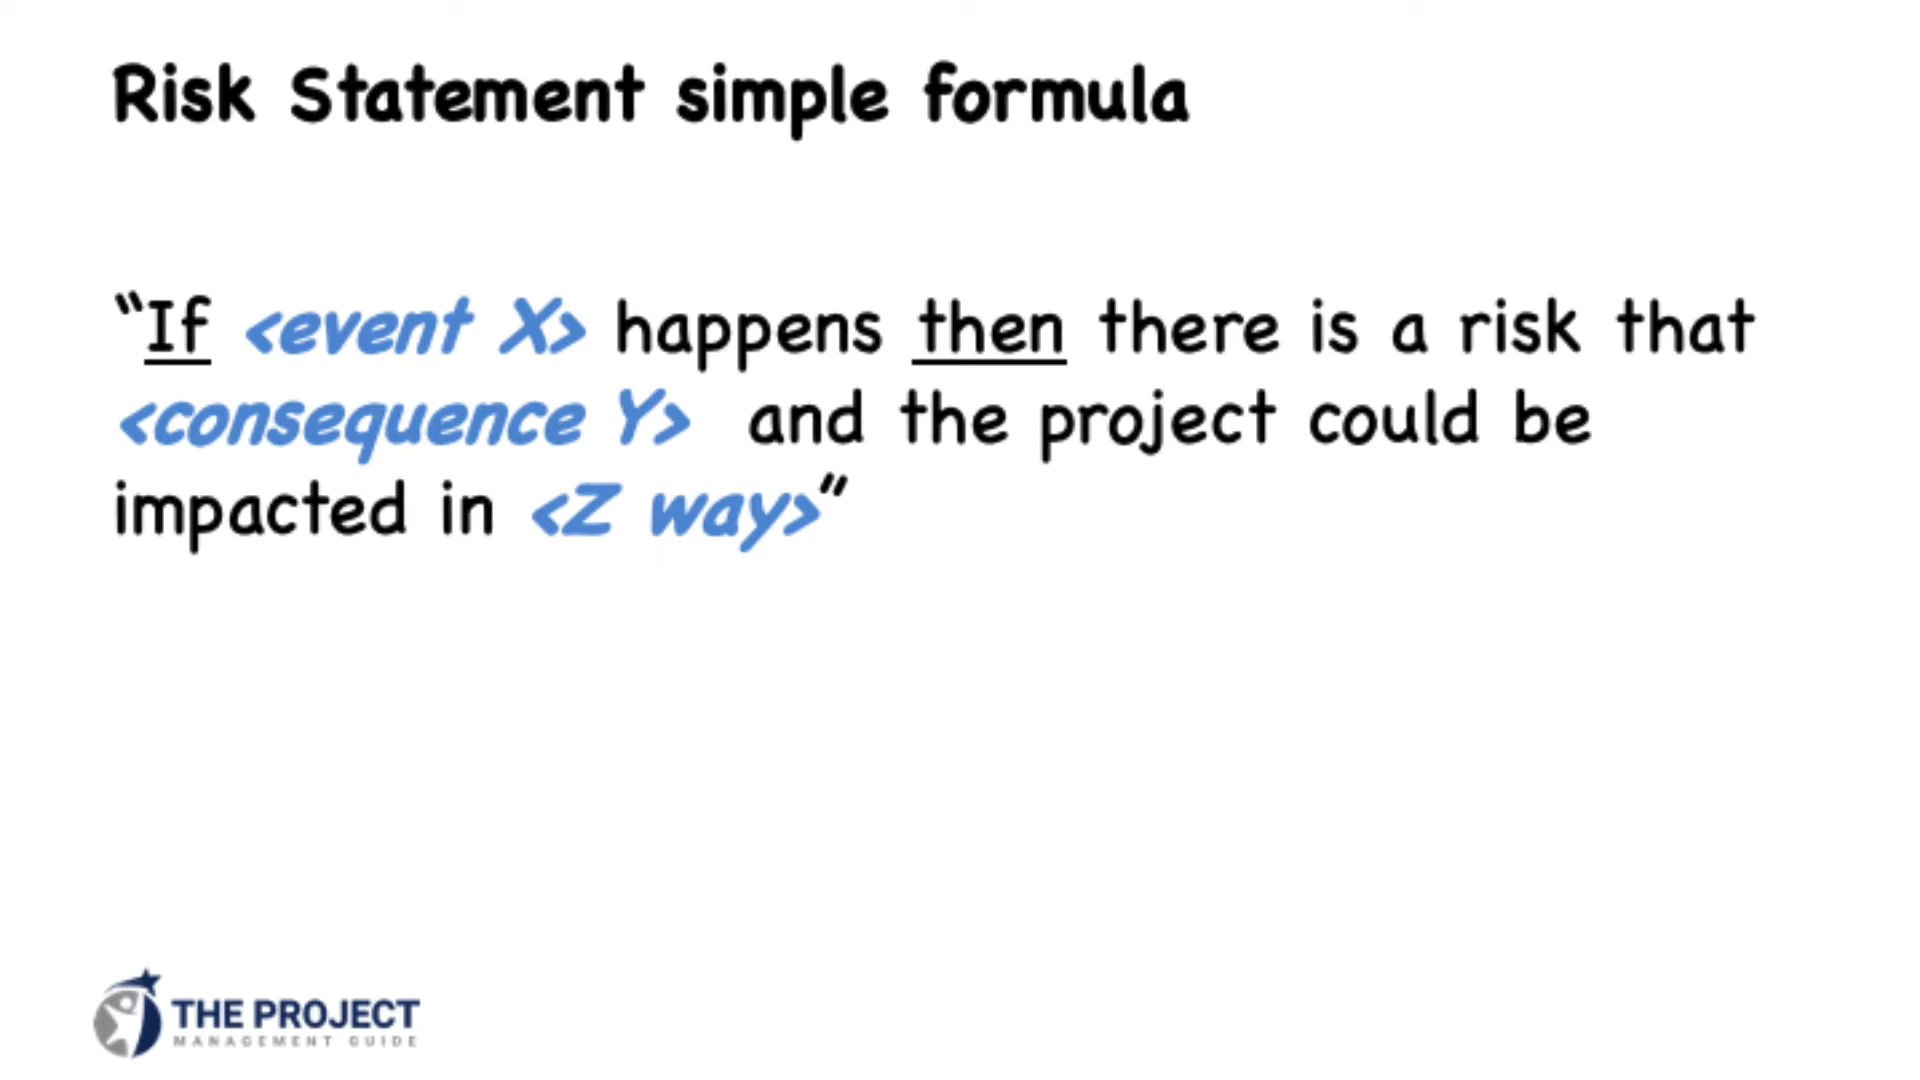 Risk Statement simple formula
“If <event X> happens then there is a risk that
<consequence Y> and the project could be
impacted in <Z way>”
THE PROJECT
MANAGEMENT GUIDE